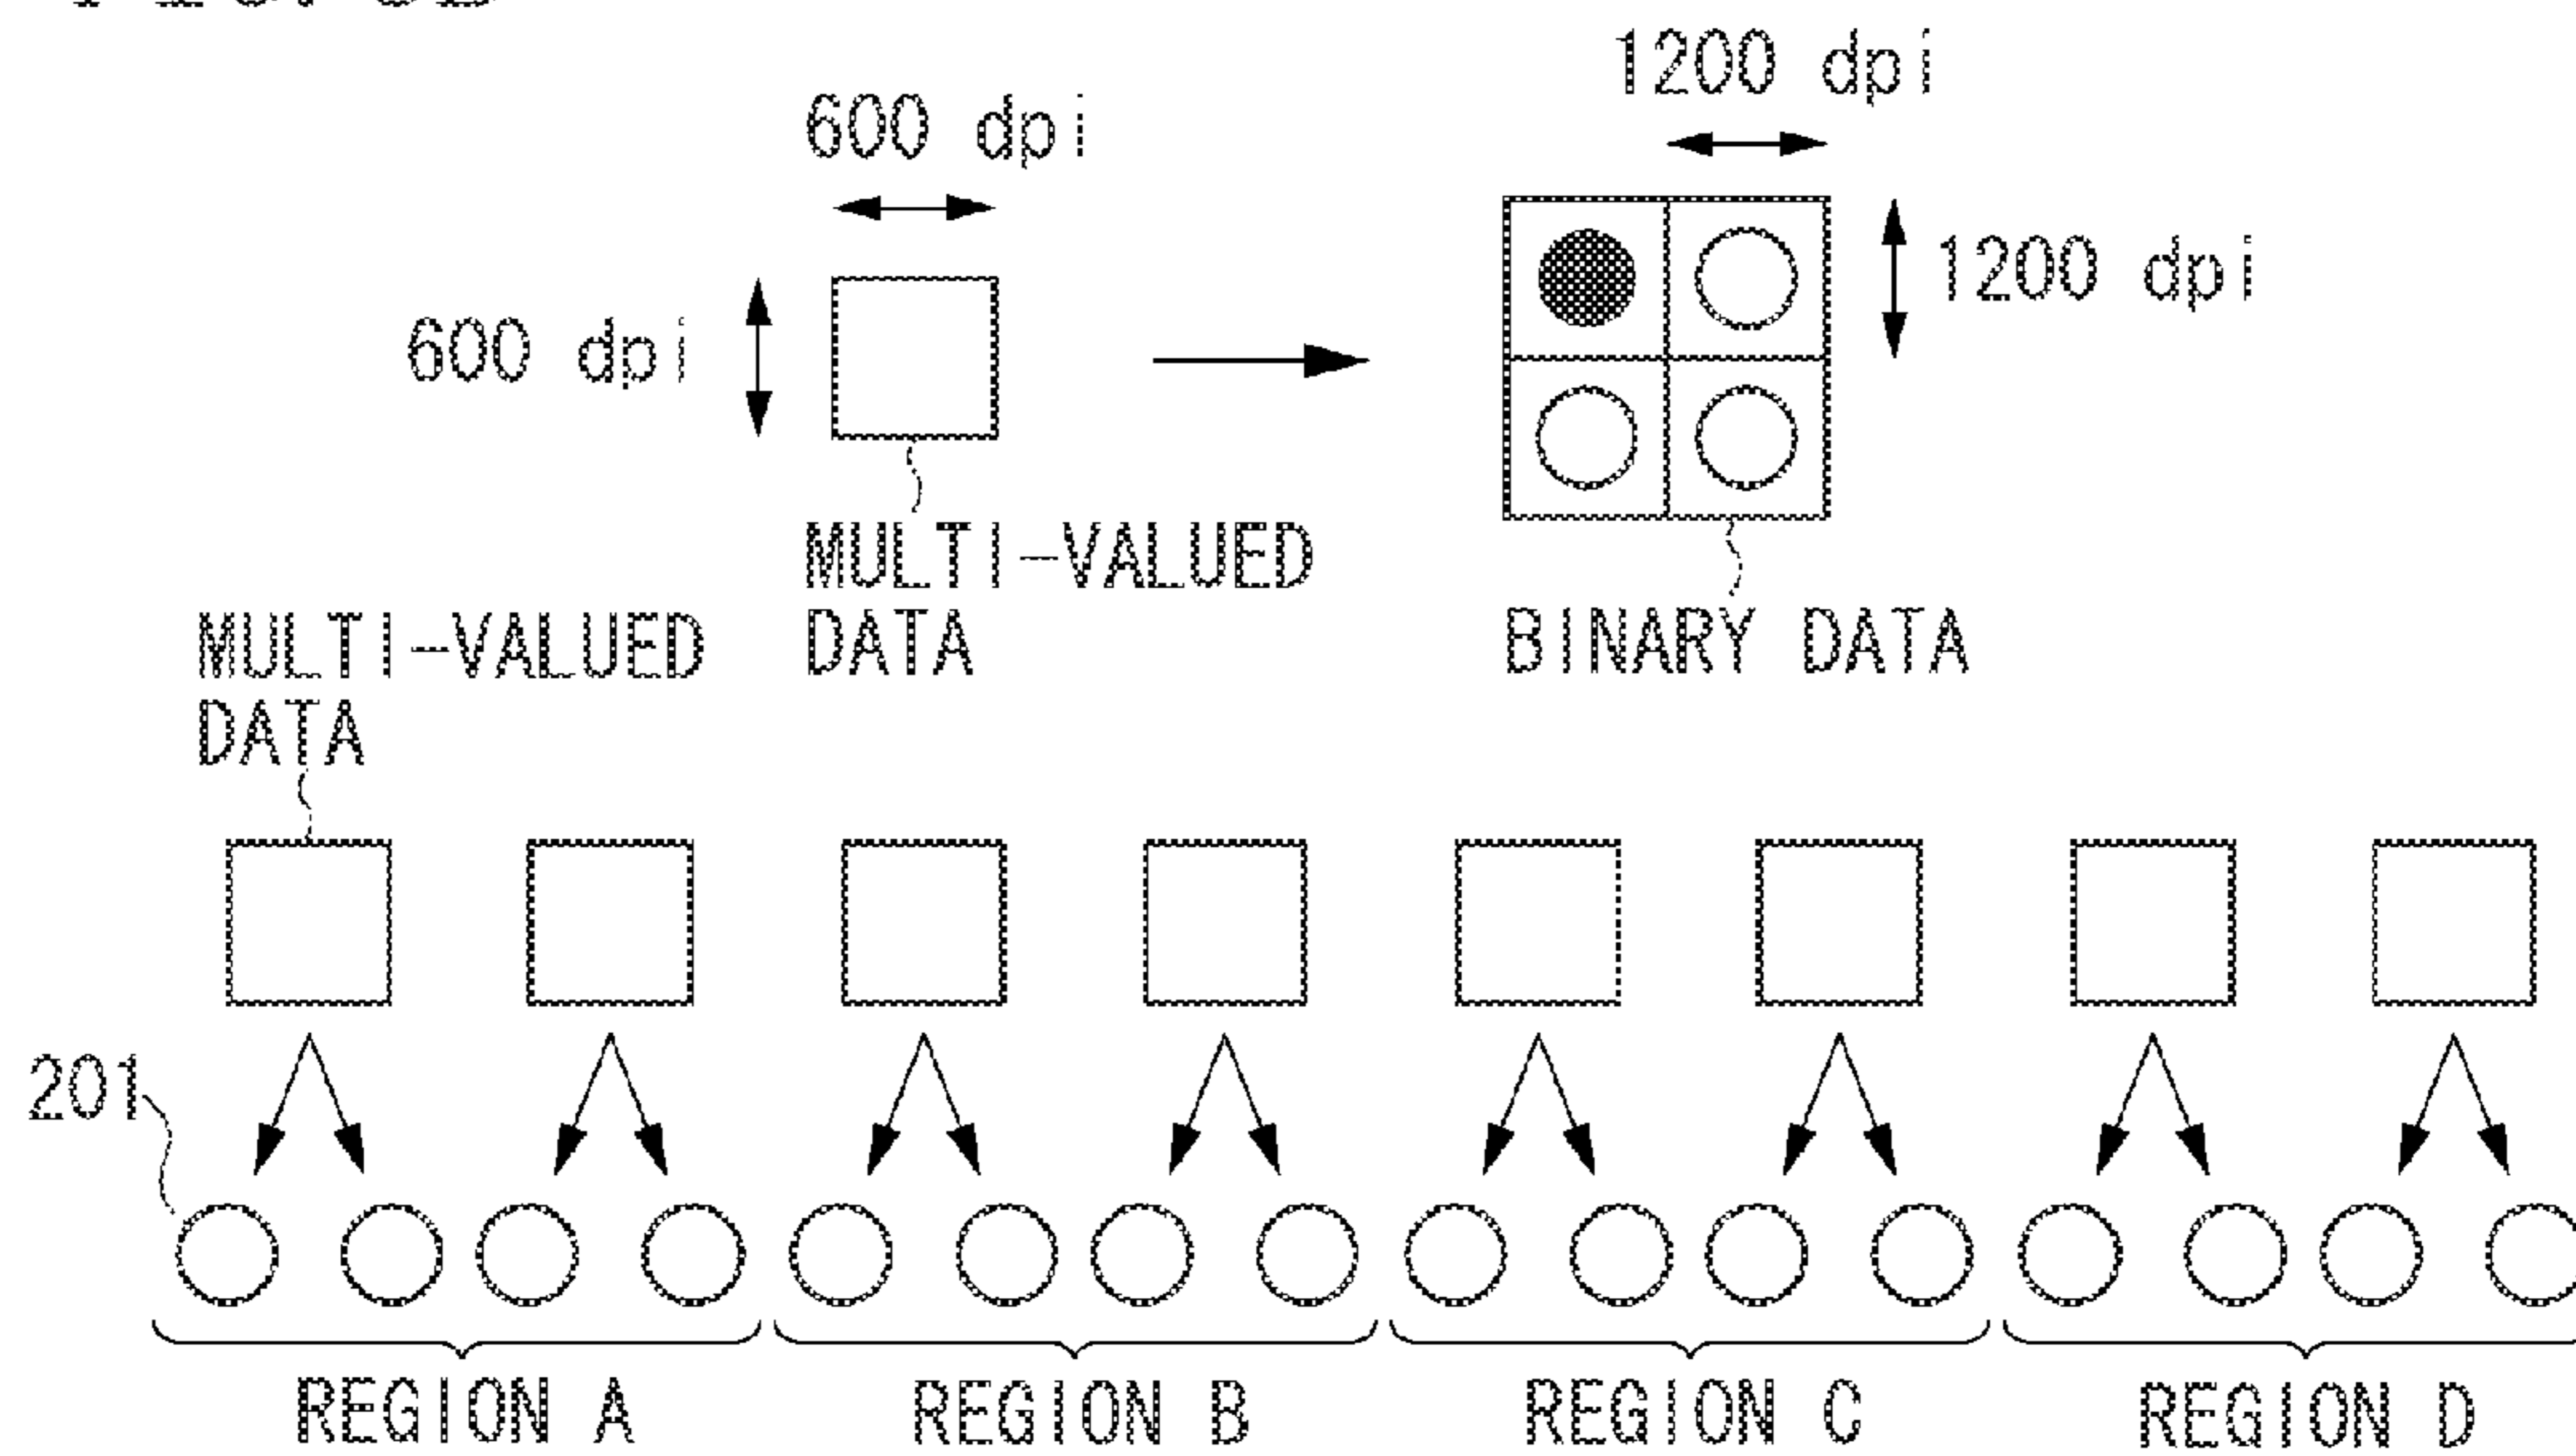 1200 dpi
600 dpi
1200 dpi
600 dpi
MULTI-VALUED
DATA
BINARY DATA
MULTI-VALUED
DATA
201
REGION A
REGION B
REGION C
REGION D